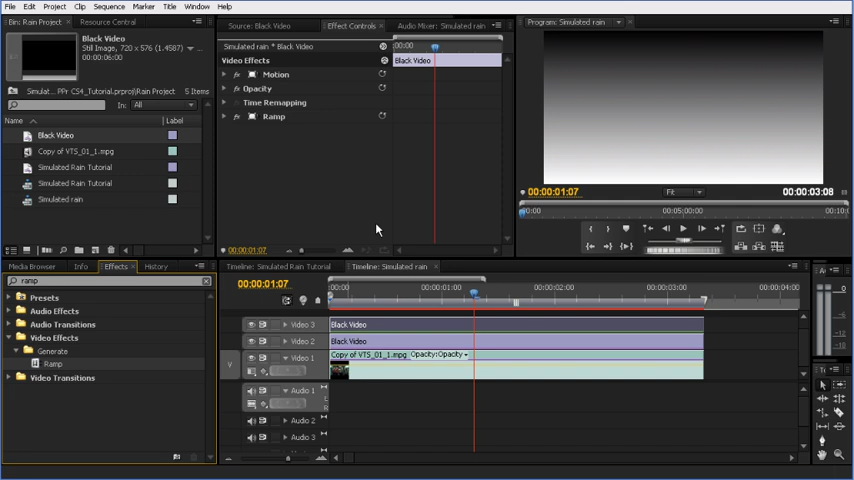 File Edit Project Clip Sequence Marker Title Window Help
Bin: Rain Project Resource Central
Black Video
Still Image, 720 x 576 (1.4587)
00:00:06:00
Simulat... PPr CS4_Tutorial.prproj\Rain Project 5 Items
In: All
Name Label
Black Video
Copy of VTS_01_1.mpg
Simulated Rain Tutorial
Simulated Rain Tutorial
Simulated rain
Source: Black Video Effect Controls Audio Mixer: Simulated rain
Simulated rain * Black Video
:00:00
Video Effects
Black Video
fx Motion
fx Opacity
Time Remapping
fx Ramp
00:00:01:07
Program: Simulated rain
00:00:01:07 Fit 00:00:03:08
00:00 00:05:00:00 00:10:0
Media Browser Info Effects History
ramp
Presets
Audio Effects
Audio Transitions
Video Effects
Generate
Ramp
Video Transitions
Timeline: Simulated Rain Tutorial Timeline: Simulated rain
00:00:01:07
:00:00 00:00:01:00 00:00:02:00 00:00:03:00 00:00:04:00
Video 3 Black Video
Video 2 Black Video
V Video 1 Copy of VTS_01_1.mpg Opacity:Opacity
Audio 1
Audio 2
Audio 3